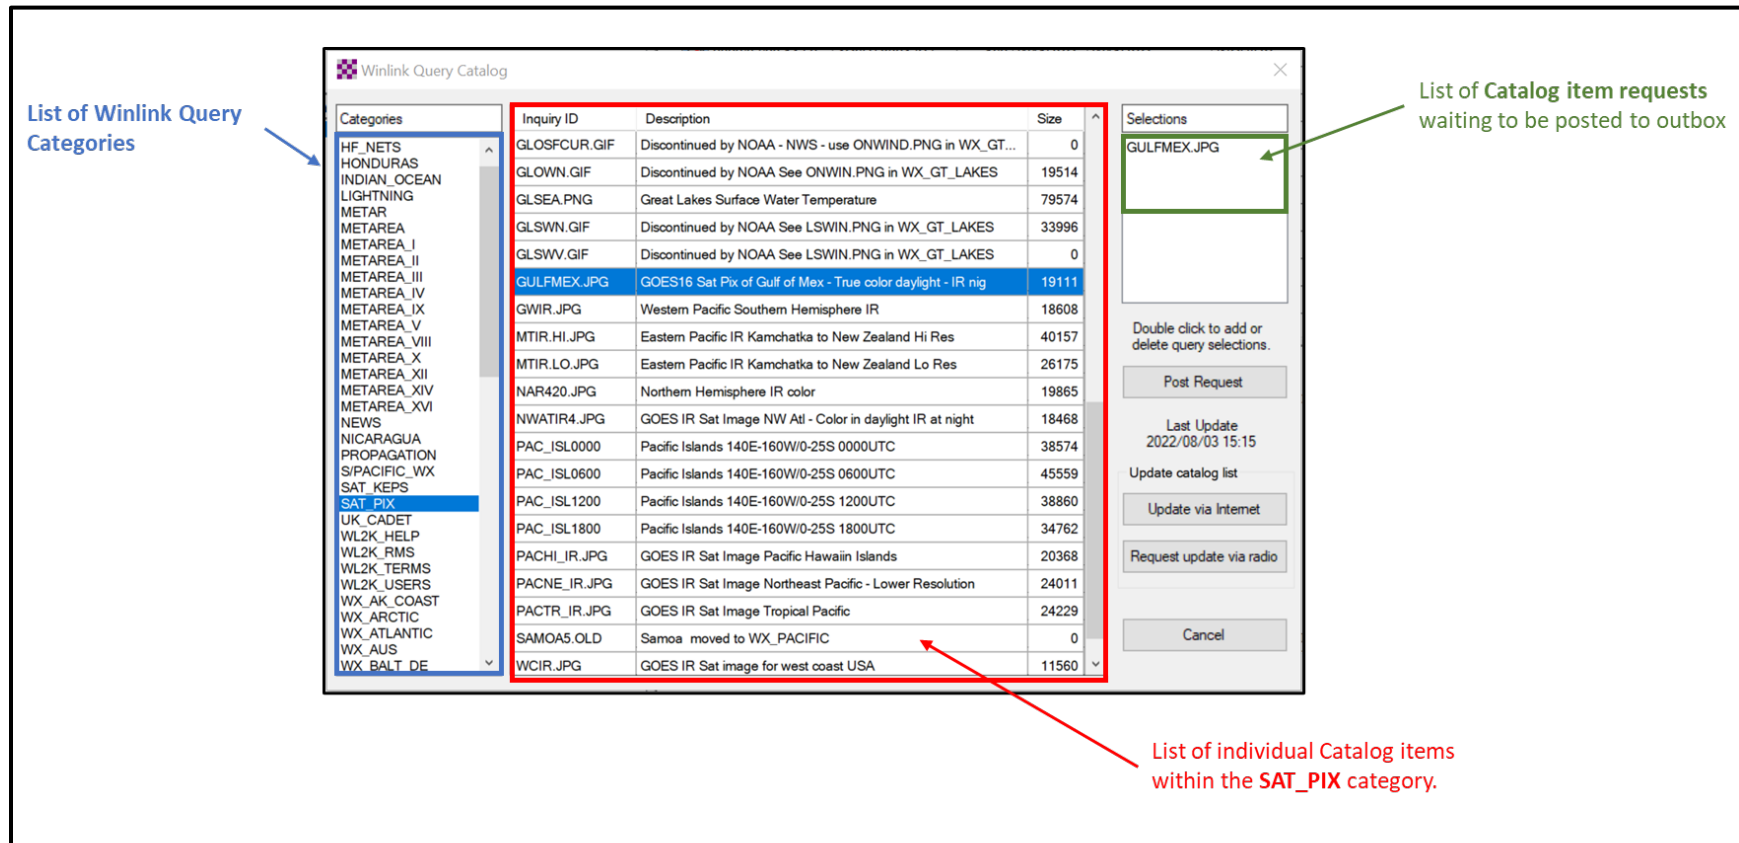 Winlink Query Catalog
List of Winlink Query
Categories
List of Catalog item requests
waiting to be posted to outbox
Categories
HF_NETS
HONDURAS
INDIAN_OCEAN
LIGHTNING
METAR
METAREA
METAREA_I
METAREA_II
METAREA_III
METAREA_IV
METAREA_IX
METAREA_V
METAREA_VIII
METAREA_X
METAREA_XII
METAREA_XIV
METAREA_XVI
NEWS
NICARAGUA
PROPAGATION
S/PACIFIC_WX
SAT_KEPS
SAT_PIX
UK_CADET
WL2K_HELP
WL2K_RMS
WL2K_TERMS
WL2K_USERS
WX_AK_COAST
WX_ARCTIC
WX_ATLANTIC
WX_AUS
WX_BALT_DE
Inquiry ID Description Size
GLOSFCUR.GIF Discontinued by NOAA - NWS - use ONWIND.PNG in WX_GT... 0
GLOWN.GIF Discontinued by NOAA See ONWIN.PNG in WX_GT_LAKES 19514
GLSEA.PNG Great Lakes Surface Water Temperature 79574
GLSWN.GIF Discontinued by NOAA See LSWIN.PNG in WX_GT_LAKES 33996
GLSWV.GIF Discontinued by NOAA See LSWIN.PNG in WX_GT_LAKES 0
GULFMEX.JPG GOES16 Sat Pix of Gulf of Mex - True color daylight - IR nig 19111
GWIR.JPG Western Pacific Southern Hemisphere IR 18608
MTIR.HI.JPG Eastern Pacific IR Kamchatka to New Zealand Hi Res 40157
MTIR.LO.JPG Eastern Pacific IR Kamchatka to New Zealand Lo Res 26175
NAR420.JPG Northern Hemisphere IR color 19865
NWATIR4.JPG GOES IR Sat Image NW Atl - Color in daylight IR at night 18468
PAC_ISL0000 Pacific Islands 140E-160W/0-25S 0000UTC 38574
PAC_ISL0600 Pacific Islands 140E-160W/0-25S 0600UTC 45559
PAC_ISL1200 Pacific Islands 140E-160W/0-25S 1200UTC 38860
PAC_ISL1800 Pacific Islands 140E-160W/0-25S 1800UTC 34762
PACHI_IR.JPG GOES IR Sat Image Pacific Hawaiin Islands 20368
PACNE_IR.JPG GOES IR Sat Image Northeast Pacific - Lower Resolution 24011
PACTR_IR.JPG GOES IR Sat Image Tropical Pacific 24229
SAMOA5.OLD Samoa moved to WX_PACIFIC 0
WCIR.JPG GOES IR Sat image for west coast USA 11560
Selections
GULFMEX.JPG
Double click to add or
delete query selections.
Post Request
Last Update
2022/08/03 15:15
Update catalog list
Update via Internet
Request update via radio
Cancel
List of individual Catalog items
within the SAT_PIX category.